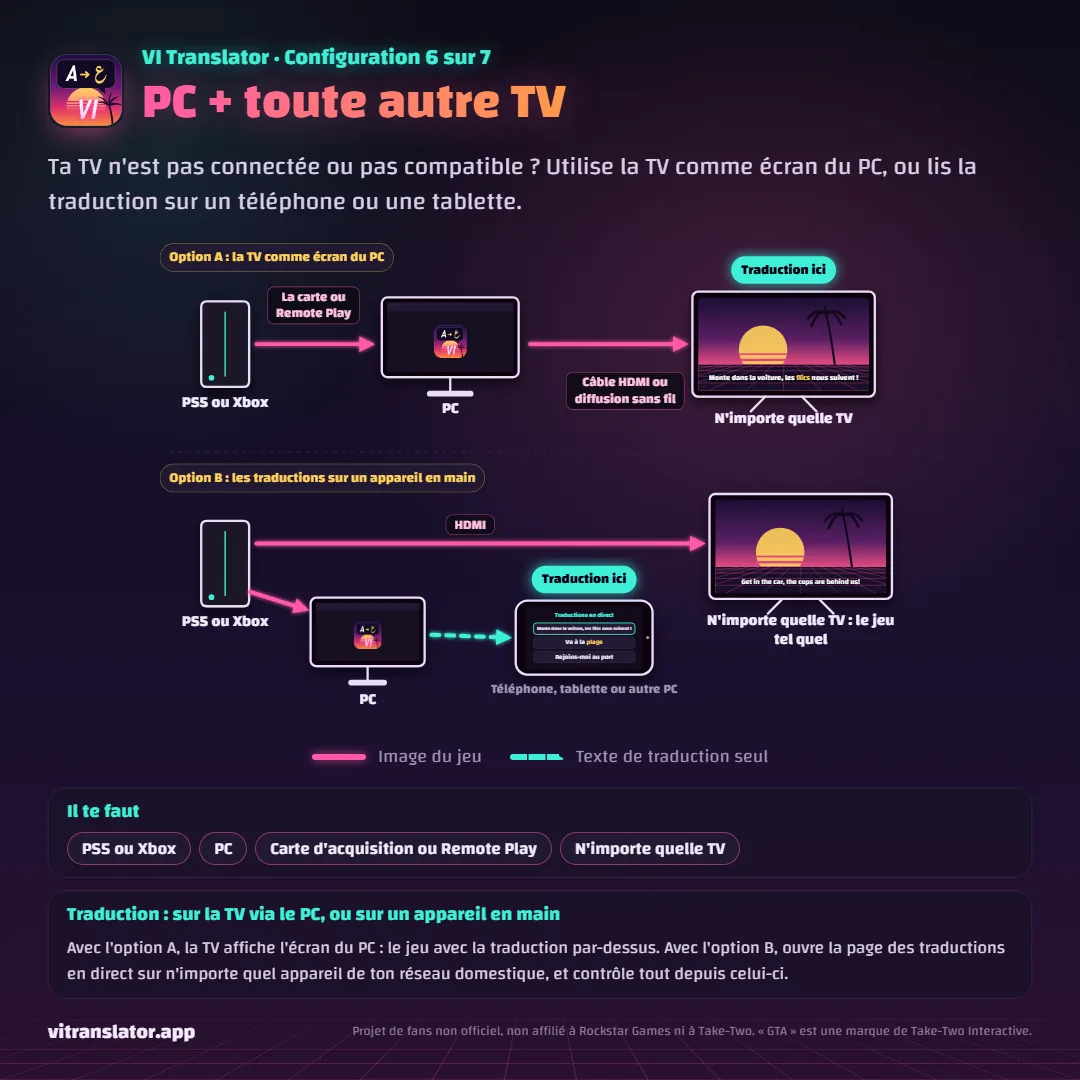 A→ع
VI
VI Translator · Configuration 6 sur 7
PC + toute autre TV
Ta TV n'est pas connectée ou pas compatible ? Utilise la TV comme écran du PC, ou lis la
traduction sur un téléphone ou une tablette.
Option A : la TV comme écran du PC
Traduction ici
La carte ou
Remote Play
A→ع
VI
Monte dans la voiture, les flics nous suivent !
Câble HDMI ou
diffusion sans fil
PS5 ou Xbox
PC
N'importe quelle TV
Option B : les traductions sur un appareil en main
HDMI
Get in the car, the cops are behind us!
Traduction ici
Traductions en direct
Monte dans la voiture, les flics nous suivent !
Va à la plage
Rejoins-moi au port
A→ع
VI
PS5 ou Xbox
N'importe quelle TV : le jeu
tel quel
Téléphone, tablette ou autre PC
PC
Image du jeu
Texte de traduction seul
Il te faut
PS5 ou Xbox
PC
Carte d'acquisition ou Remote Play
N'importe quelle TV
Traduction : sur la TV via le PC, ou sur un appareil en main
Avec l'option A, la TV affiche l'écran du PC : le jeu avec la traduction par-dessus. Avec l'option B, ouvre la page des traductions
en direct sur n'importe quel appareil de ton réseau domestique, et contrôle tout depuis celui-ci.
vitranslator.app
Projet de fans non officiel, non affilié à Rockstar Games ni à Take-Two. « GTA » est une marque de Take-Two Interactive.